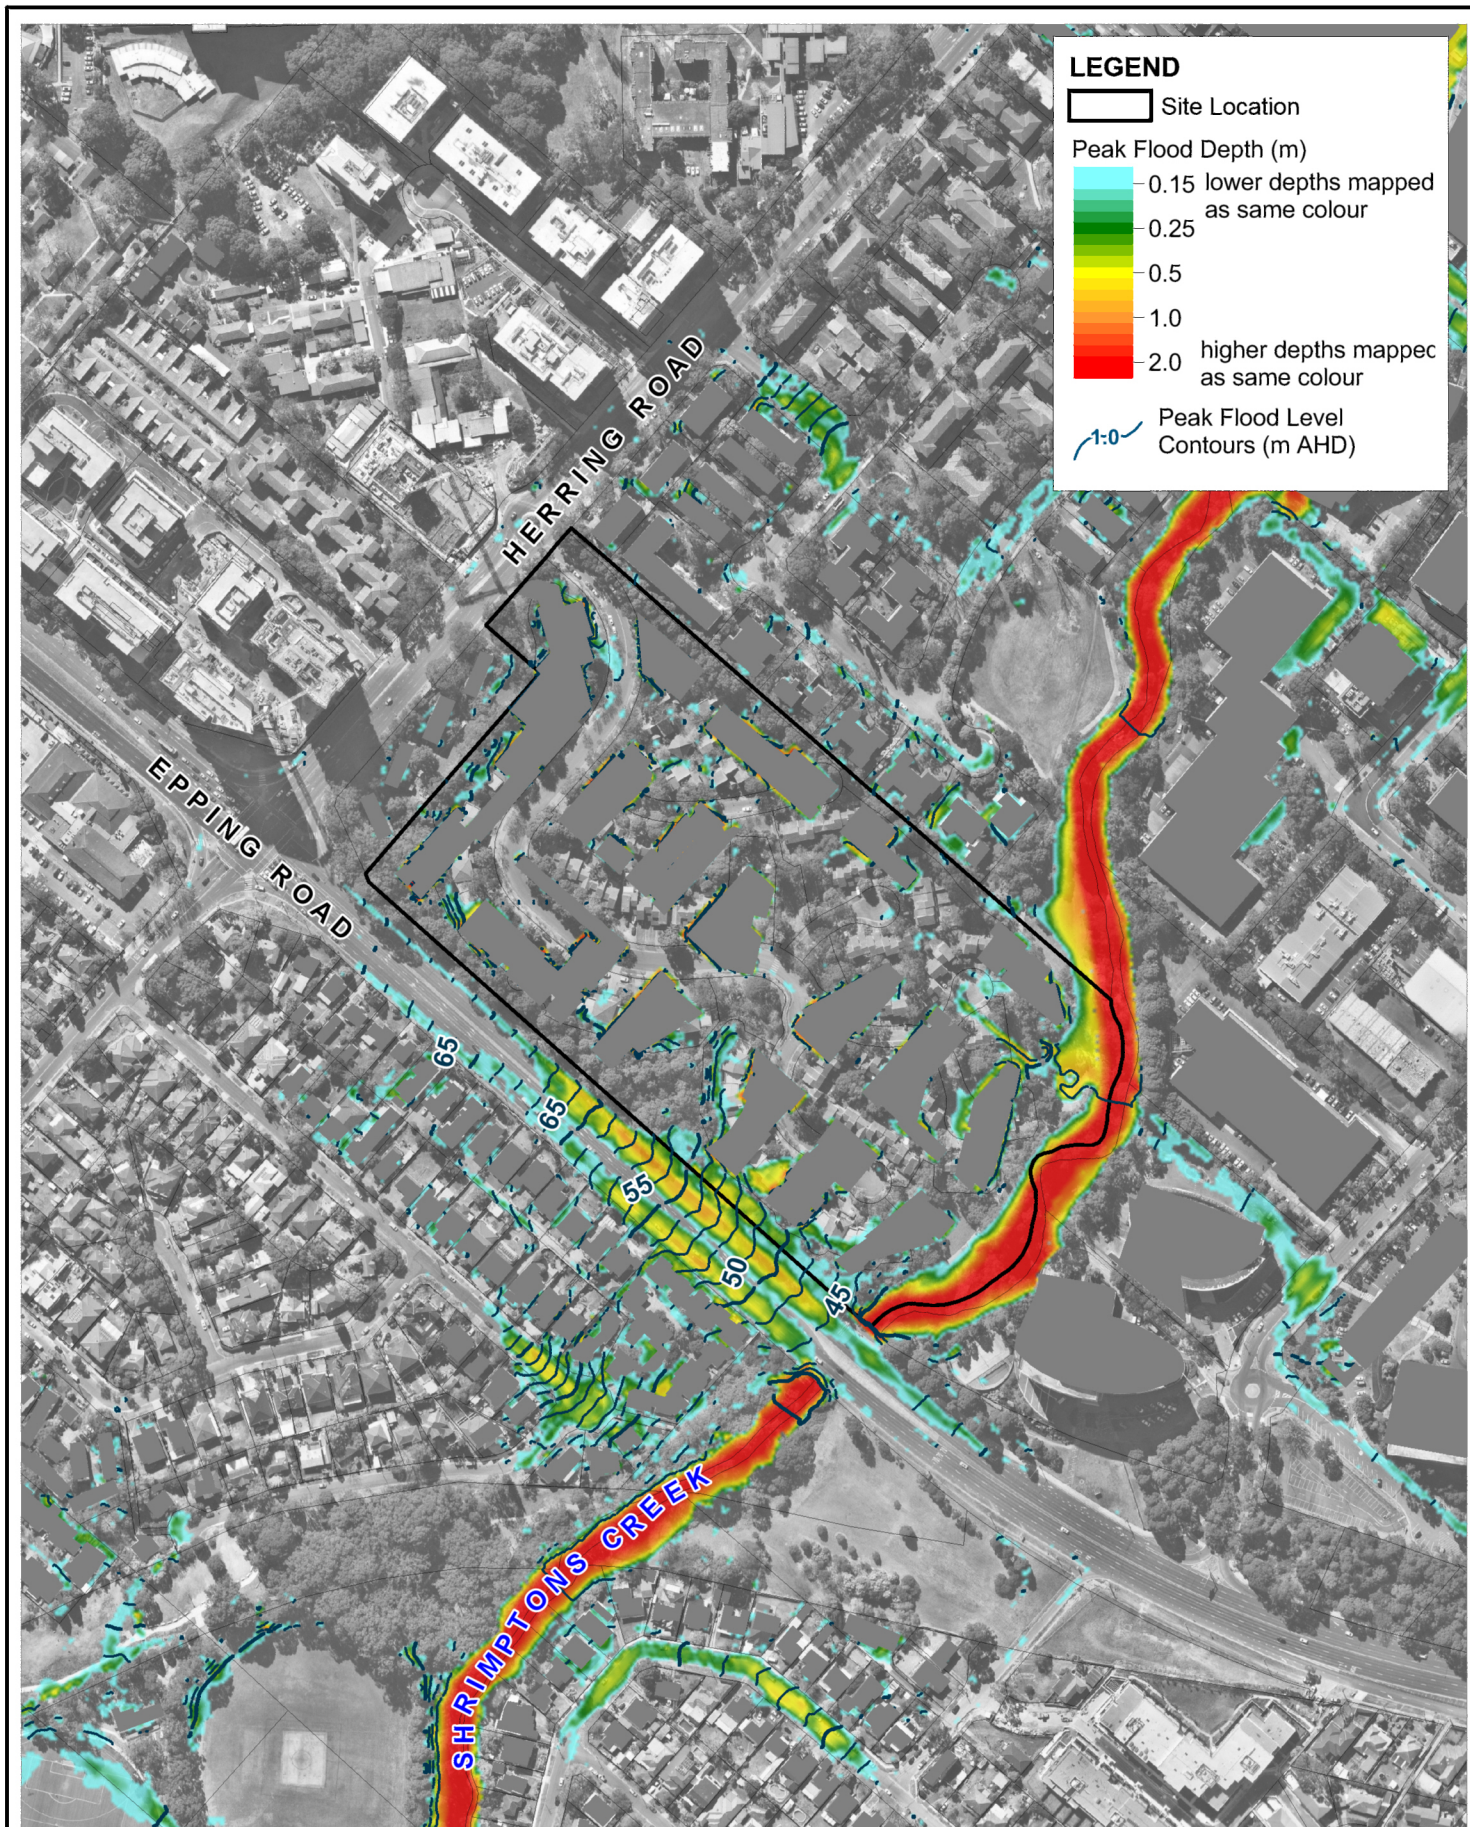 LEGEND
Site Location
Peak Flood Depth (m)
0.15 lower depths mapped
as same colour
0.25
0.5
1.0
2.0 higher depths mappec
as same colour
1.0 Peak Flood Level
Contours (m AHD)
HERRING ROAD
EPPING ROAD
65
65
55
50
45
SHRIMPTONS CREEK